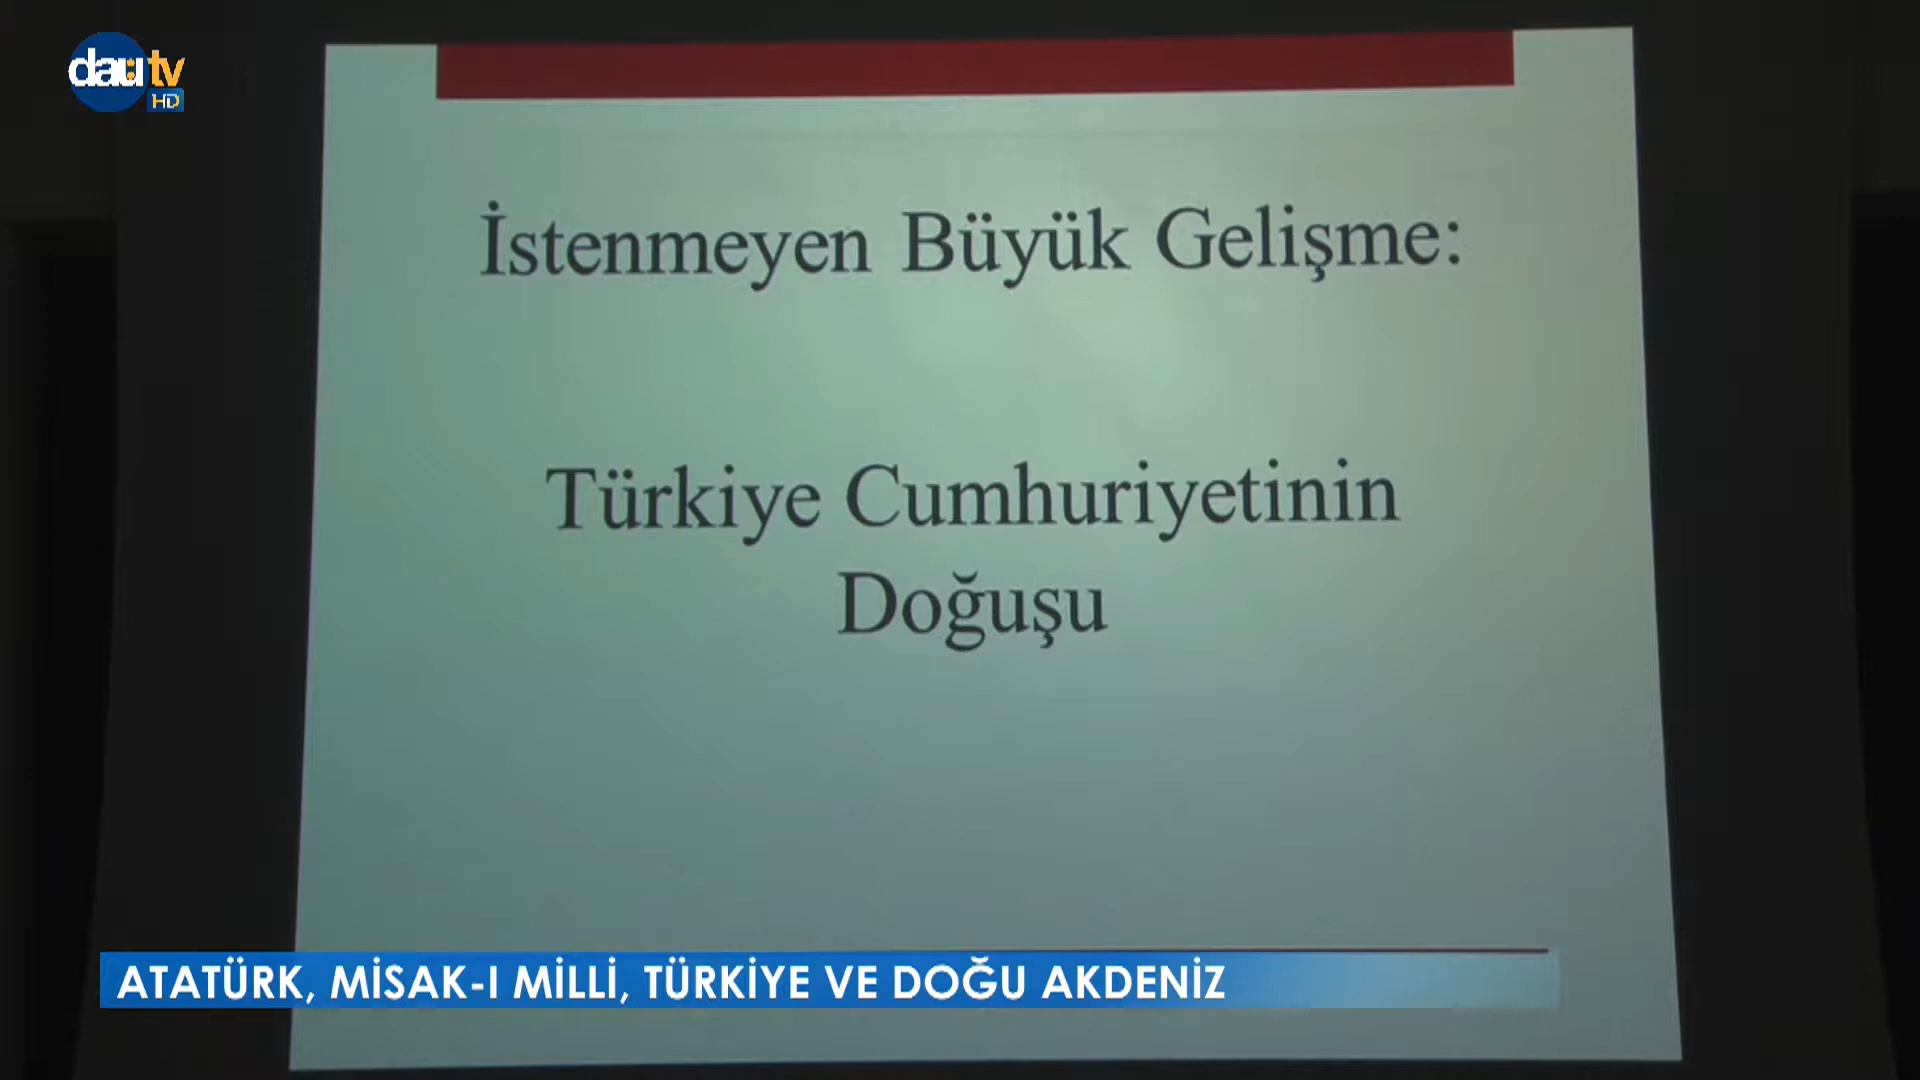 dau tv
HD
İstenmeyen Büyük Gelişme:
Türkiye Cumhuriyetinin
Doğuşu
ATATÜRK, MİSAK-I MİLLİ, TÜRKİYE VE DOĞU AKDENİZ